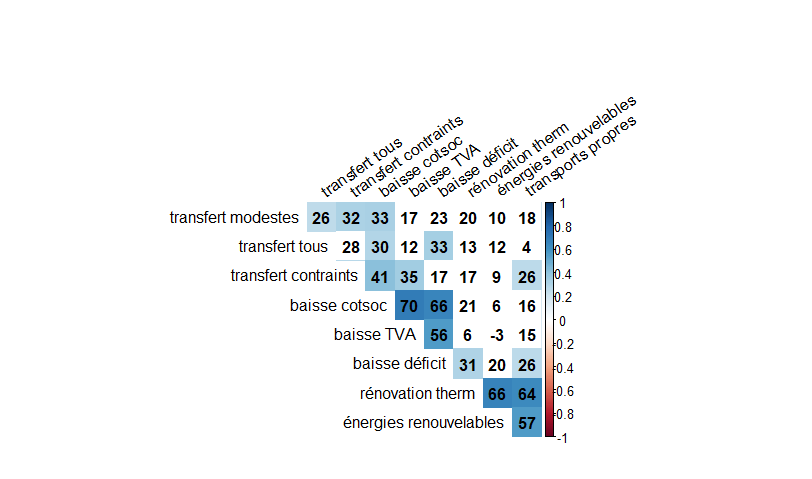 transfert tous
transfert contraints
baisse cotsoc
baisse TVA
baisse déficit
rénovation therm
énergies renouvelables
transports propres
transfert modestes 26 32 33 17 23 20 10 18
transfert tous 28 30 12 33 13 12 4
transfert contraints 41 35 17 17 9 26
baisse cotsoc 70 66 21 6 16
baisse TVA 56 6 -3 15
baisse déficit 31 20 26
rénovation therm 66 64
énergies renouvelables 57
1
0.8
0.6
0.4
0.2
0
-0.2
-0.4
-0.6
-0.8
-1